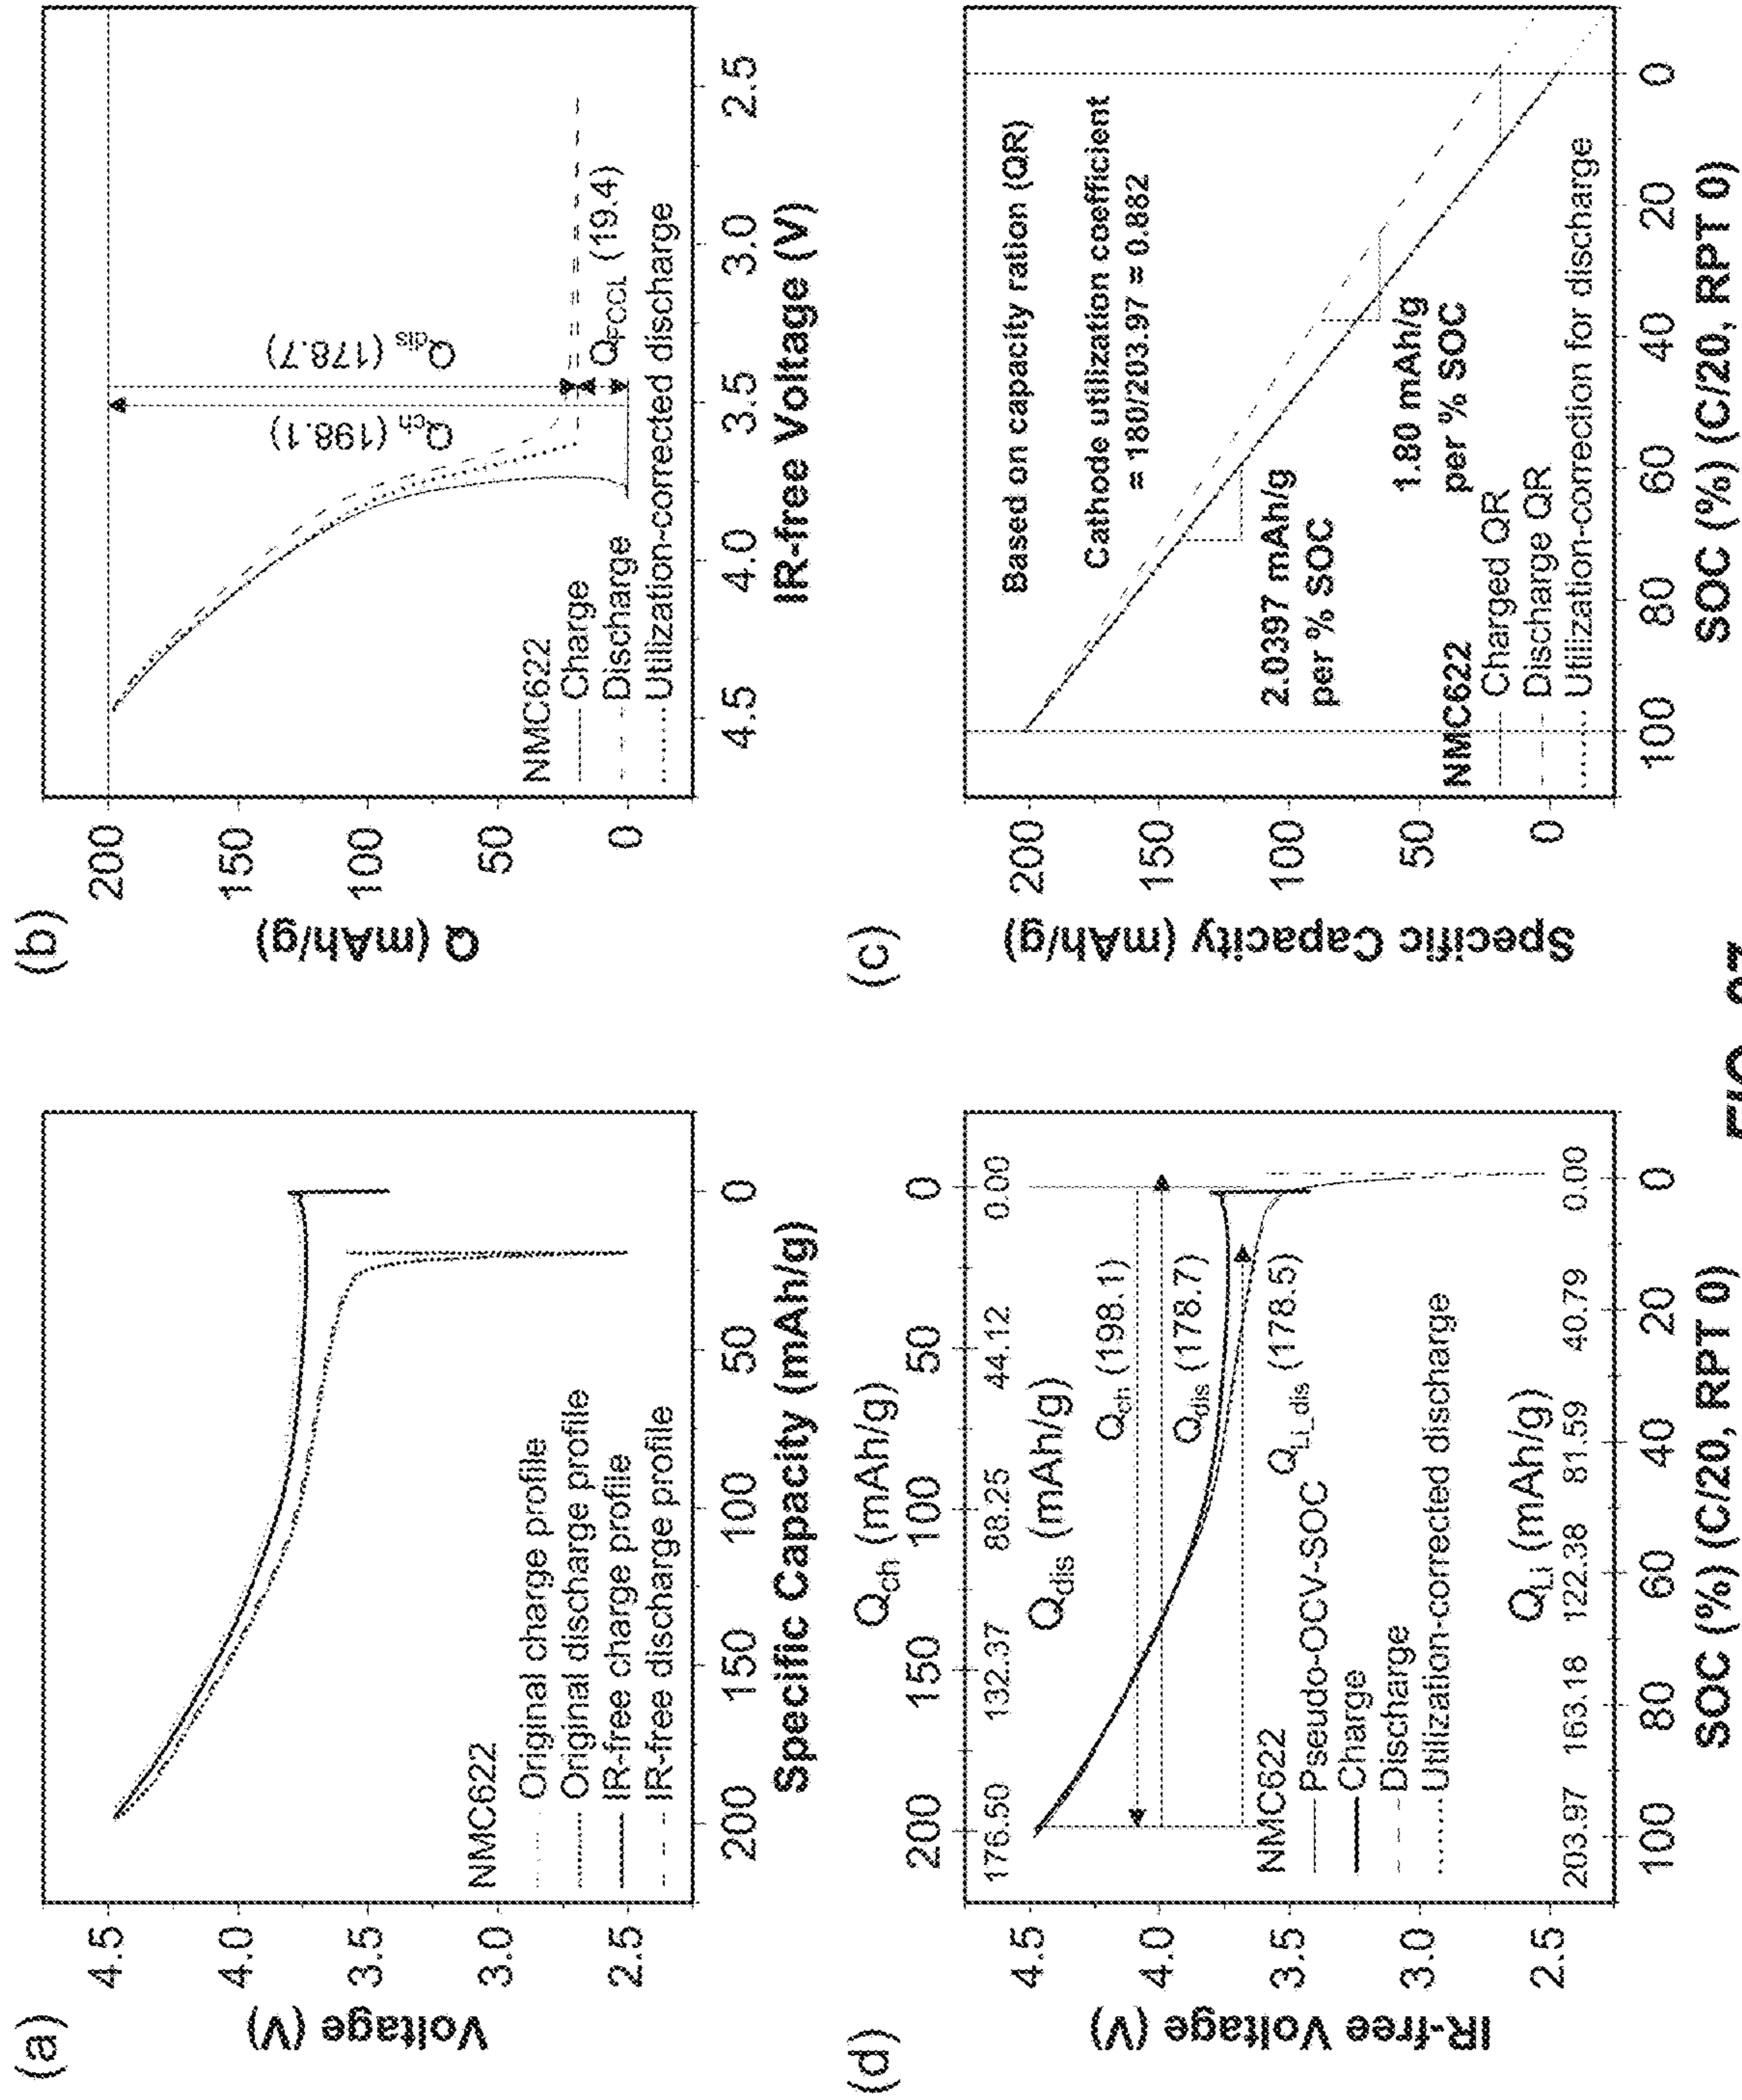 (a)
Voltage (V)
4.5
4.0
3.5
3.0
2.5
NMC622
Original charge profile
Original discharge profile
IR-free charge profile
IR-free discharge profile
200
150
100
50
0
Specific Capacity (mAh/g)
(b)
Q (mAh/g)
200
150
100
50
0
Qch (198.1)
Qdis (178.7)
QFCCL (19.4)
NMC622
Charge
Discharge
Utilization-corrected discharge
4.5
4.0
3.5
3.0
2.5
IR-free Voltage (V)
(d)
Qch (mAh/g)
200
150
100
50
0
176.50
132.37
88.25
44.12
0.00
Qdis (mAh/g)
Qch (198.1)
Qdis (178.7)
QLi_dis (178.5)
IR-free Voltage (V)
4.5
4.0
3.5
3.0
2.5
NMC622
Pseudo-OCV-SOC
Charge
Discharge
Utilization-corrected discharge
QLi (mAh/g)
203.97
163.18
122.38
81.59
40.79
0.00
100
80
60
40
20
0
SOC (%) (C/20, RPT 0)
(c)
Specific Capacity (mAh/g)
200
150
100
50
0
Based on capacity ration (QR)
Cathode utilization coefficient
= 180/203.97 = 0.882
2.0397 mAh/g
per % SOC
1.80 mAh/g
per % SOC
NMC622
Charged QR
Discharge QR
Utilization-correction for discharge
100
80
60
40
20
0
SOC (%) (C/20, RPT 0)